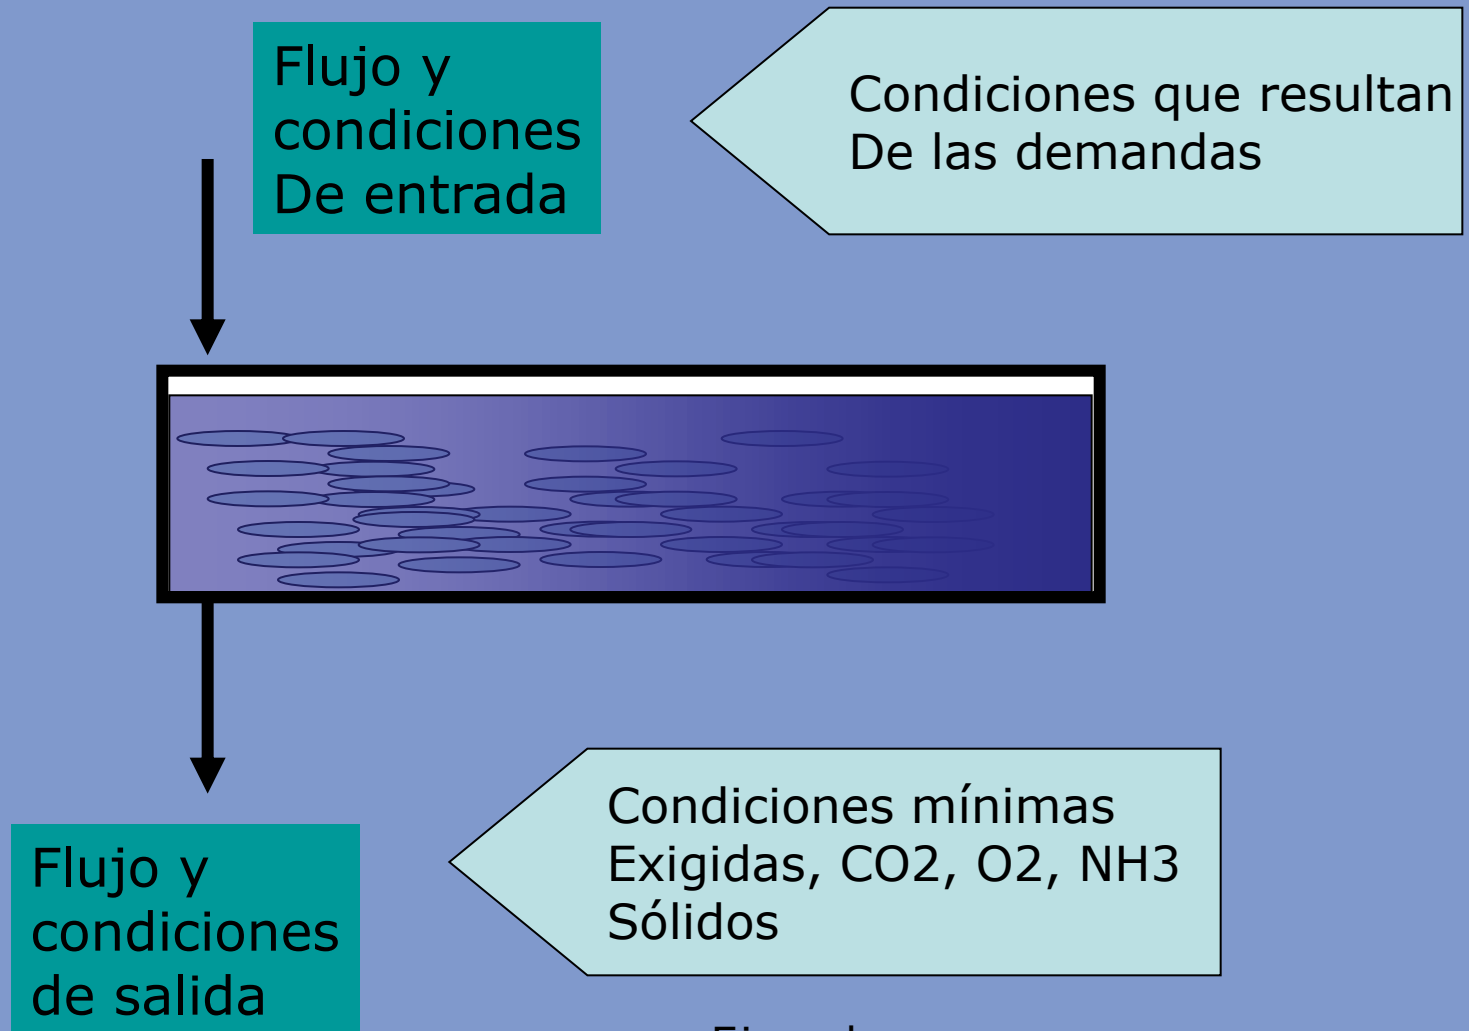 Flujo y
condiciones
De entrada
Condiciones que resultan
De las demandas
Condiciones mínimas
Exigidas, CO2, O2, NH3
Sólidos
Flujo y
condiciones
de salida